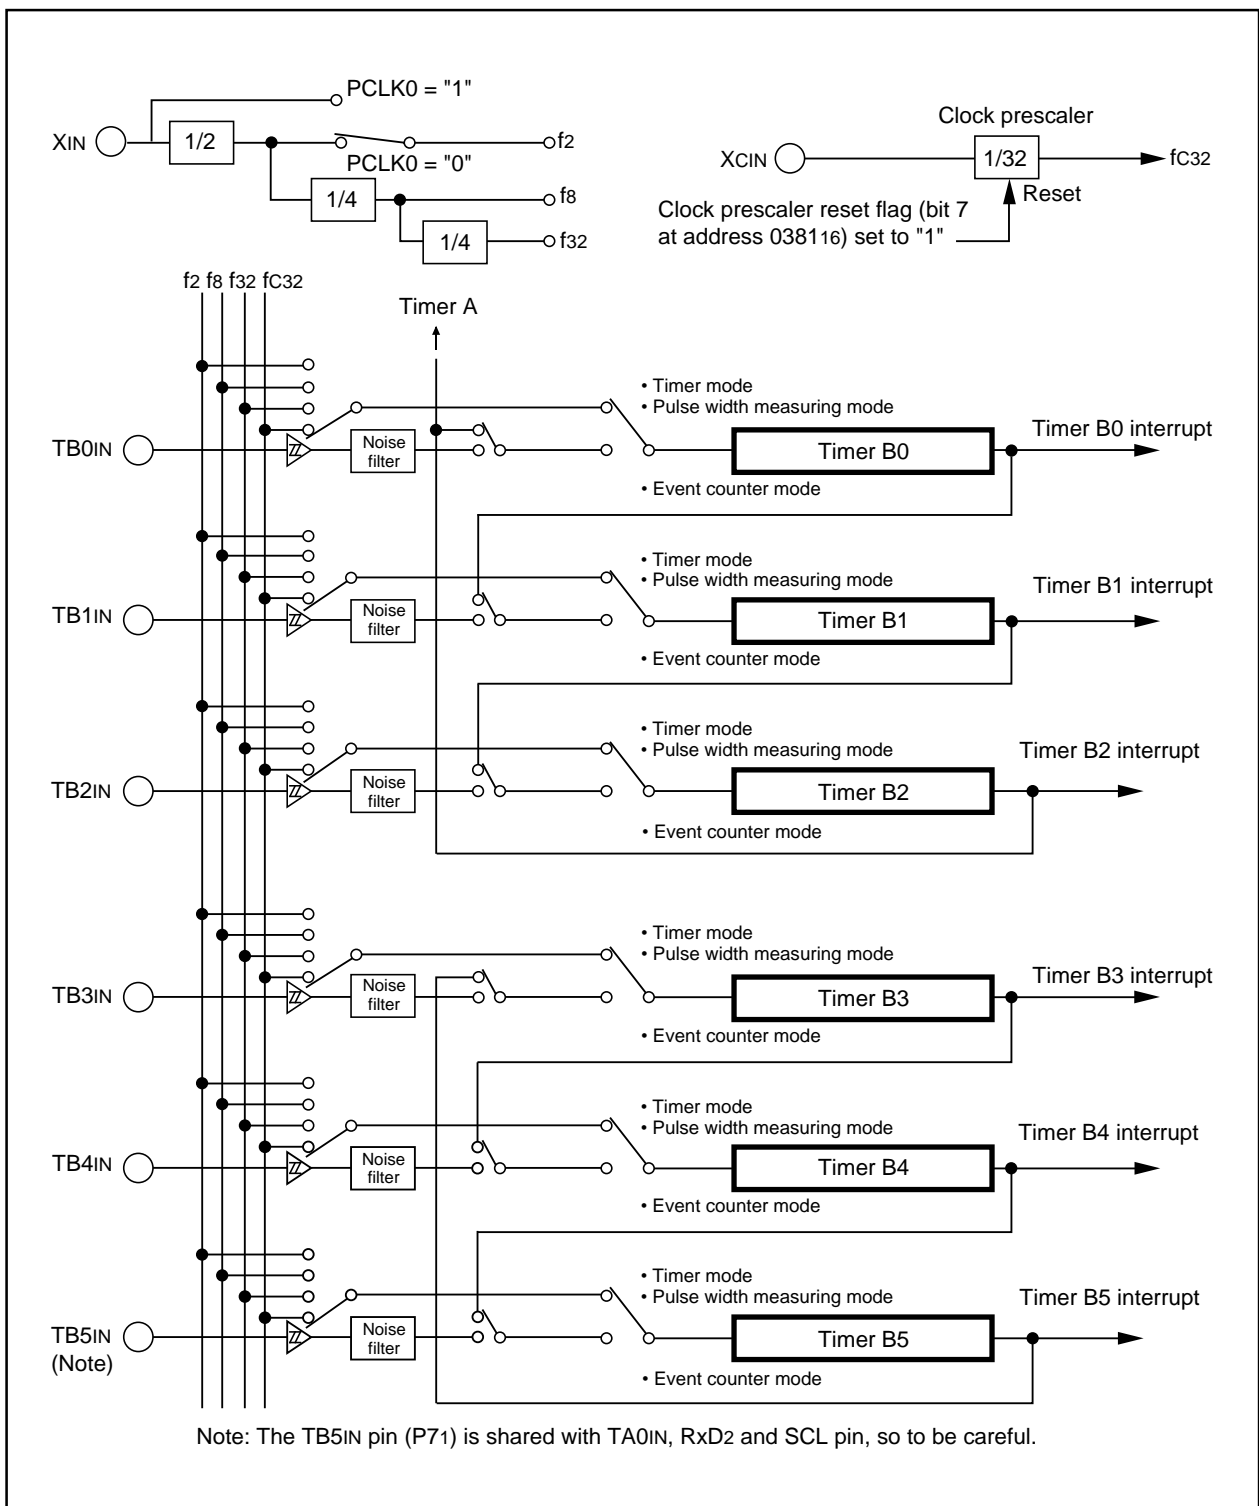 PCLK0 = "1"
XIN
1/2
f2
PCLK0 = "0"
1/4
f8
1/4
f32
Clock prescaler
XCIN
1/32
fC32
Reset
Clock prescaler reset flag (bit 7
at address 038116) set to "1"
f2 f8 f32 fC32
Timer A
• Timer mode
• Pulse width measuring mode
TB0IN
Noise
filter
Timer B0
Timer B0 interrupt
• Event counter mode
• Timer mode
• Pulse width measuring mode
TB1IN
Noise
filter
Timer B1
Timer B1 interrupt
• Event counter mode
• Timer mode
• Pulse width measuring mode
TB2IN
Noise
filter
Timer B2
Timer B2 interrupt
• Event counter mode
• Timer mode
• Pulse width measuring mode
TB3IN
Noise
filter
Timer B3
Timer B3 interrupt
• Event counter mode
• Timer mode
• Pulse width measuring mode
TB4IN
Noise
filter
Timer B4
Timer B4 interrupt
• Event counter mode
• Timer mode
• Pulse width measuring mode
TB5IN
(Note)
Noise
filter
Timer B5
Timer B5 interrupt
• Event counter mode
Note: The TB5IN pin (P71) is shared with TA0IN, RxD2 and SCL pin, so to be careful.